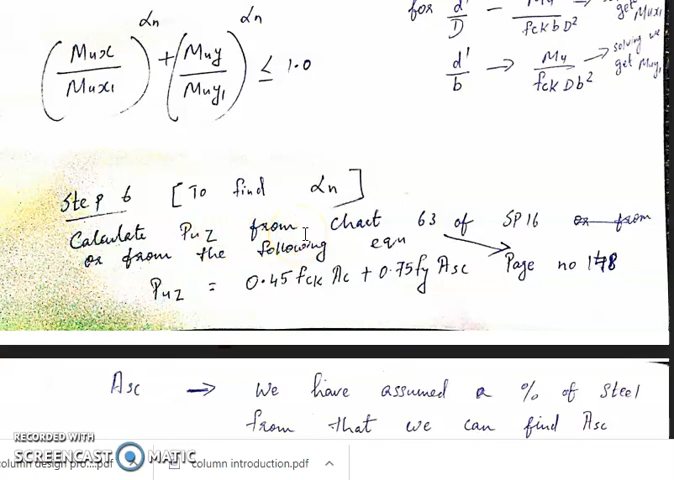 for d'/D – Mu/fck b D² → get Mux1
(Mux/Mux1)^αn + (Muy/Muy1)^αn ≤ 1.0
d'/b → Mu/fck Db² → solving we get Muy1
Step 6 [To find αn]
Calculate Puz from chart 63 of SP16 or from
or from the following eqn
Page no 148
Puz = 0.45 fck Ac + 0.75 fy Asc
Asc → We have assumed a % of steel
from that we can find Asc
RECORDED WITH
SCREENCAST MATIC
column design pro...pdf
column introduction.pdf